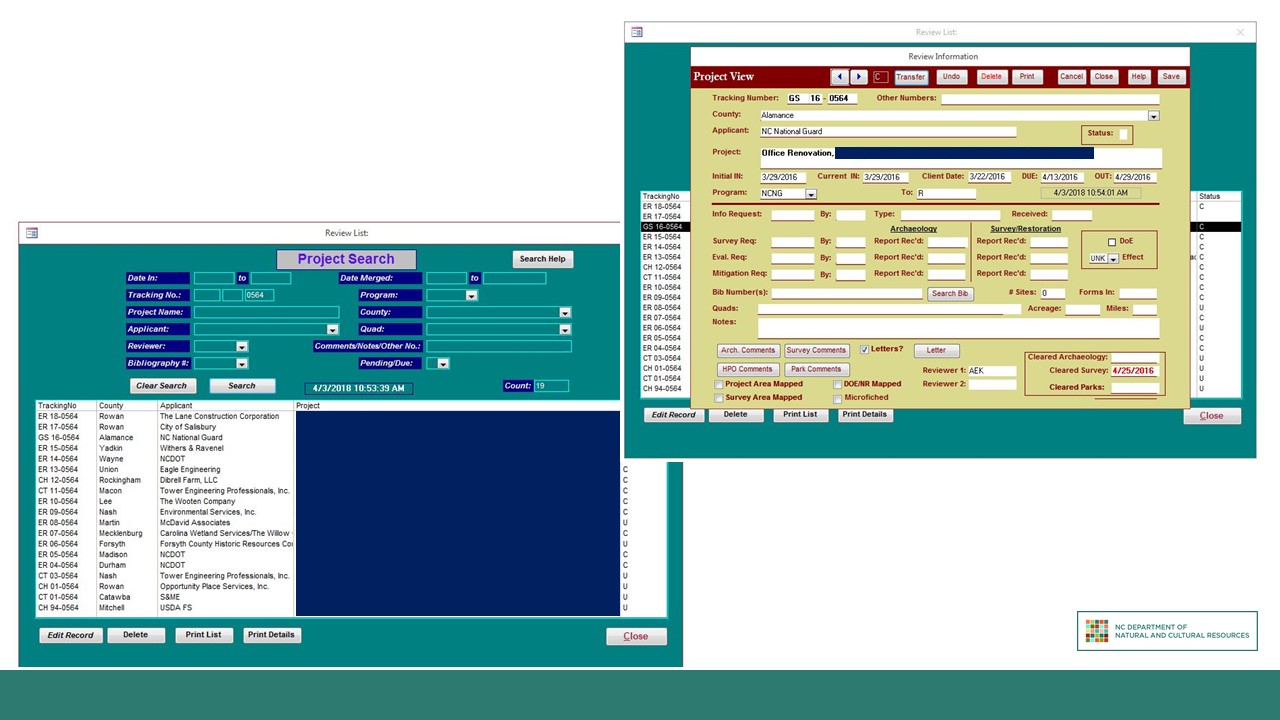 Review List:
Project Search
Search Help
Date In: to Date Merged: to
Tracking No.: 0564 Program:
Project Name: County:
Applicant: Quad:
Reviewer: Comments/Notes/Other No.:
Bibliography #: Pending/Due:
Clear Search Search 4/3/2018 10:53:39 AM Count: 19
TrackingNo County Applicant Project
ER 18-0564 Rowan The Lane Construction Corporation
ER 17-0564 Rowan City of Salisbury
GS 16-0564 Alamance NC National Guard
ER 15-0564 Yadkin Withers & Ravenel
ER 14-0564 Wayne NCDOT
ER 13-0564 Union Eagle Engineering C
CH 12-0564 Rockingham Dibrell Farm, LLC C
CT 11-0564 Macon Tower Engineering Professionals, Inc. C
ER 10-0564 Lee The Wooten Company C
ER 09-0564 Nash Environmental Services, Inc. C
ER 08-0564 Martin McDavid Associates U
ER 07-0564 Mecklenburg Carolina Wetland Services/The Willow C
ER 06-0564 Forsyth Forsyth County Historic Resources Co U
ER 05-0564 Madison NCDOT C
ER 04-0564 Durham NCDOT C
CT 03-0564 Nash Tower Engineering Professionals, Inc. U
CH 01-0564 Rowan Opportunity Place Services, Inc. U
CT 01-0564 Catawba S&ME U
CH 94-0564 Mitchell USDA FS U
Edit Record Delete Print List Print Details Close
Review List:
Review Information
Project View C Transfer Undo Delete Print Cancel Close Help Save
Tracking Number: GS 16 - 0564 Other Numbers:
County: Alamance
Applicant: NC National Guard Status:
Project: Office Renovation,
Initial IN: 3/29/2016 Current IN: 3/29/2016 Client Date: 3/22/2016 DUE: 4/13/2016 OUT: 4/29/2016
Program: NCNG To: R 4/3/2018 10:54:01 AM
Info Request: By: Type: Received:
Archaeology Survey/Restoration
Survey Req: By: Report Rec'd: Report Rec'd: DoE
Eval. Req: By: Report Rec'd: Report Rec'd: UNK Effect
Mitigation Req: By: Report Rec'd: Report Rec'd:
Bib Number(s): Search Bib # Sites: 0 Forms In:
Quads: Acreage: Miles:
Notes:
Arch. Comments Survey Comments Letters? Letter
HPO Comments Park Comments
Reviewer 1: AEK
Reviewer 2:
Cleared Archaeology:
Cleared Survey: 4/25/2016
Cleared Parks:
Project Area Mapped DOE/NR Mapped
Survey Area Mapped Microfiched
TrackingNo Status
ER 18-0564 C
ER 17-0564
GS 16-0564 C
ER 15-0564 C
ER 14-0564 C
ER 13-0564 C
CH 12-0564 C
CT 11-0564 C
ER 10-0564 C
ER 09-0564 C
ER 08-0564 U
ER 07-0564 C
ER 06-0564 U
ER 05-0564 C
ER 04-0564 C
CT 03-0564 U
CH 01-0564 U
CT 01-0564 U
CH 94-0564 U
Edit Record Delete Print List Print Details Close
NC DEPARTMENT OF
NATURAL AND CULTURAL RESOURCES